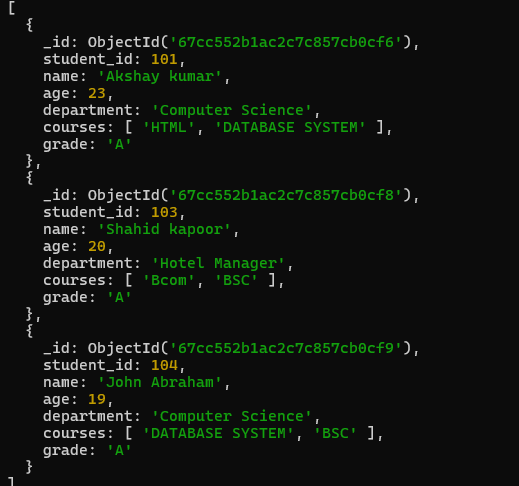 [
  {
    _id: ObjectId('67cc552b1ac2c7c857cb0cf6'),
    student_id: 101,
    name: 'Akshay kumar',
    age: 23,
    department: 'Computer Science',
    courses: [ 'HTML', 'DATABASE SYSTEM' ],
    grade: 'A'
  },
  {
    _id: ObjectId('67cc552b1ac2c7c857cb0cf8'),
    student_id: 103,
    name: 'Shahid kapoor',
    age: 20,
    department: 'Hotel Manager',
    courses: [ 'Bcom', 'BSC' ],
    grade: 'A'
  },
  {
    _id: ObjectId('67cc552b1ac2c7c857cb0cf9'),
    student_id: 104,
    name: 'John Abraham',
    age: 19,
    department: 'Computer Science',
    courses: [ 'DATABASE SYSTEM', 'BSC' ],
    grade: 'A'
  }
]